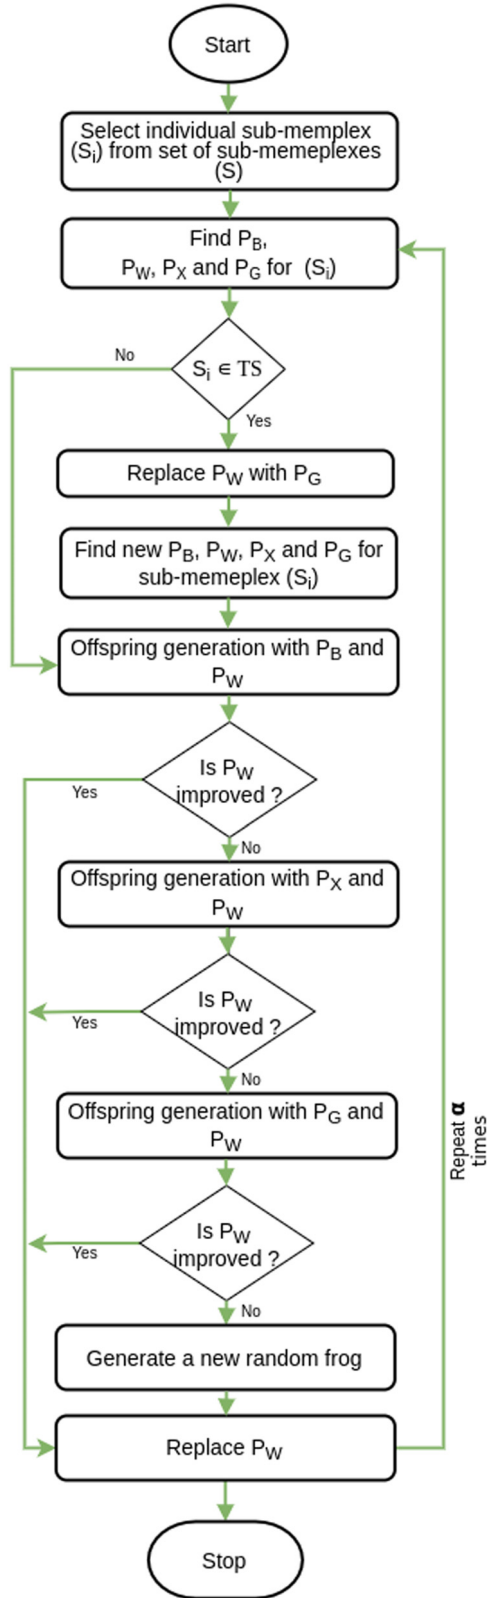 Start
Select individual sub-memplex
(Si) from set of sub-memeplexes
(S)
Find PB,
PW, PX and PG for (Si)
No
Si ∈ TS
Yes
Replace PW with PG
Find new PB, PW, PX and PG for
sub-memeplex (Si)
Offspring generation with PB and
PW
Is PW
improved ?
Yes
No
Offspring generation with PX and
PW
Is PW
improved ?
Yes
No
Offspring generation with PG and
PW
Is PW
improved ?
Yes
No
Generate a new random frog
Replace PW
Repeat α
times
Stop